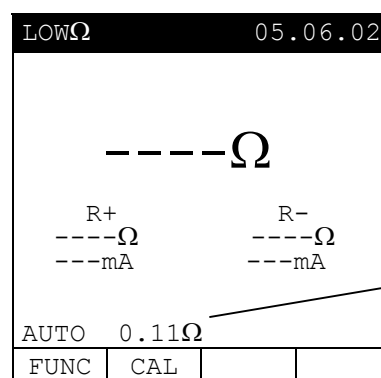 LOWΩ 05.06.02
----Ω
R+ R-
----Ω ----Ω
---mA ---mA
AUTO 0.11Ω
FUNC CAL